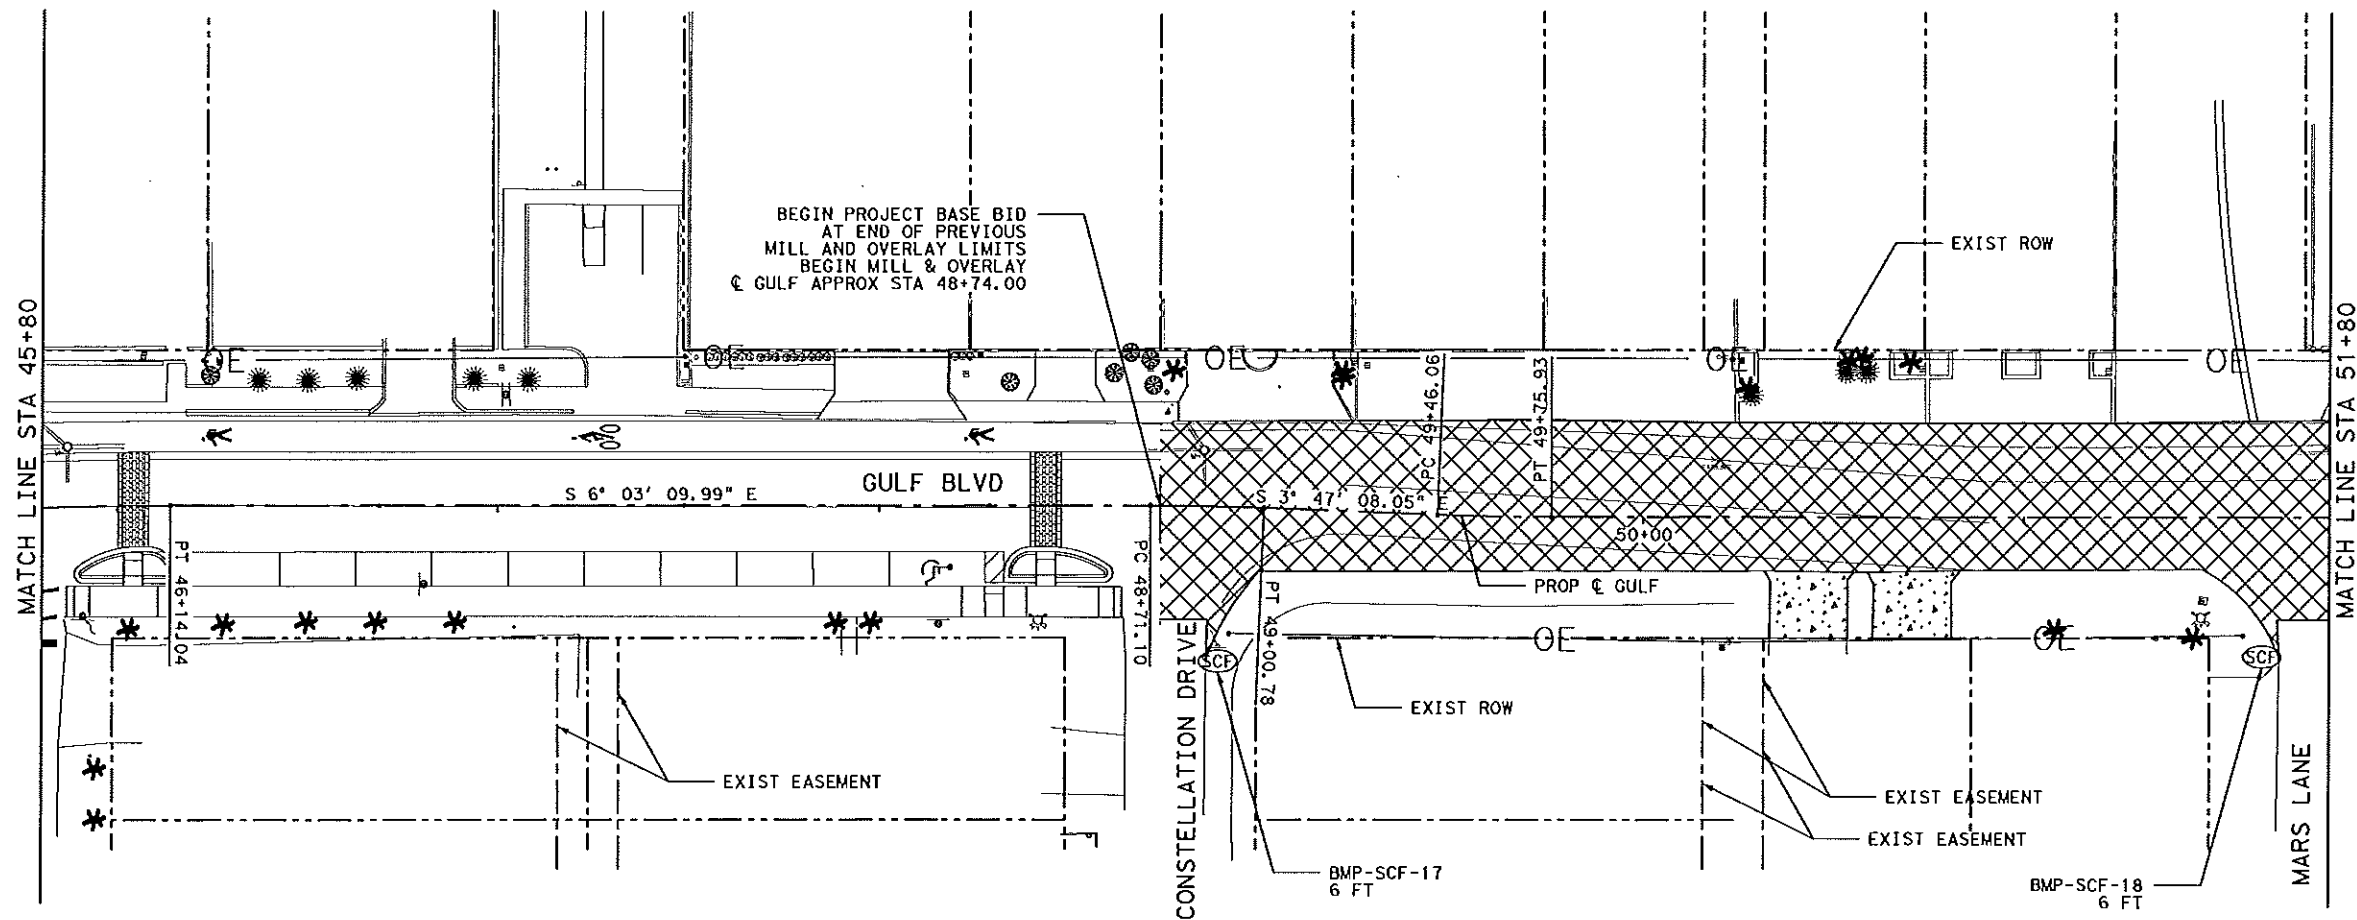 BEGIN PROJECT BASE BID
AT END OF PREVIOUS
MILL AND OVERLAY LIMITS
BEGIN MILL & OVERLAY
℄ GULF APPROX STA 48+74.00
EXIST ROW
MATCH LINE STA 45+80
MATCH LINE STA 51+80
OE
OE
OE
OE
OE
PC 49+46.06
PT 49+75.93
GULF BLVD
S 6° 03' 09.99" E
S 3° 47' 08.05" E
50+00
PROP ℄ GULF
PT 46+14.04
PC 48+71.10
PT 49+00.78
OE
OE
SCF
SCF
EXIST ROW
EXIST EASEMENT
EXIST EASEMENT
EXIST EASEMENT
CONSTELLATION DRIVE
MARS LANE
BMP-SCF-17
6 FT
BMP-SCF-18
6 FT